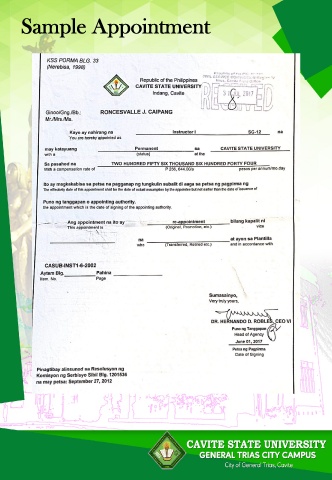 Sample Appointment
KSS PORMA BLG. 33
(Narebisa, 1998)
Republic of the Philippines
CAVITE STATE UNIVERSITY
Indang, Cavite
2017
Ginoo/Gng./Bb.: RONCESVALLE J. CAIPANG
Mr./Mrs./Ms.
Kayo ay nahirang na Instructor I SG-12 na
You are hereby appointed as
may katayuang Permanent na CAVITE STATE UNIVERSITY
with a (status) at the
Sa pasahod na TWO HUNDRED FIFTY SIX THOUSAND SIX HUNDRED FORTY FOUR
with a compensation rate of P 256, 644.00/a pesos per annum/mo./day
Ito ay magkakabisa sa petsa ng pagganap ng tungkulin subalit di aaga sa petsa ng pagpirma ng
The effectivity date of this appointment shall be the date of actual assumption by the appointee but not earlier than the date of issuance of
Puno ng tanggapan o appointing authority.
the appointment which is the date of signing of the appointing authority.
Ang appointment na ito ay re-appointment bilang kapalit ni
This appointment is (Original, Promotion, etc.) vice
na at ayon sa Plantilla
who (Transferred, Retired etc.) and in accordance with
CASUB-INST1-6-2002
Aytem Blg. Pahina
Item. No. Page
Sumasainyo,
Very truly yours,
DR. HERNANDO D. ROBLES, CEO VI
Puno ng Tanggapan
Head of Agency
June 01, 2017
Petsa ng Pagpirma
Date of Signing
Pinagtibay alinsunod sa Resolusyon ng
Komisyon ng Serbisyo Sibil Blg. 1201536
na may petsa: September 27, 2012
CAVITE STATE UNIVERSITY
GENERAL TRIAS CITY CAMPUS
City of General Trias, Cavite